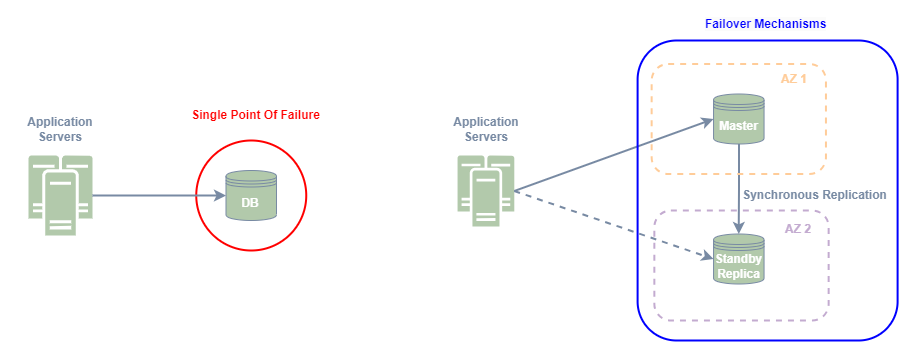 Application
Servers
Single Point Of Failure
DB
Application
Servers
Failover Mechanisms
AZ 1
Master
Synchronous Replication
AZ 2
Standby
Replica